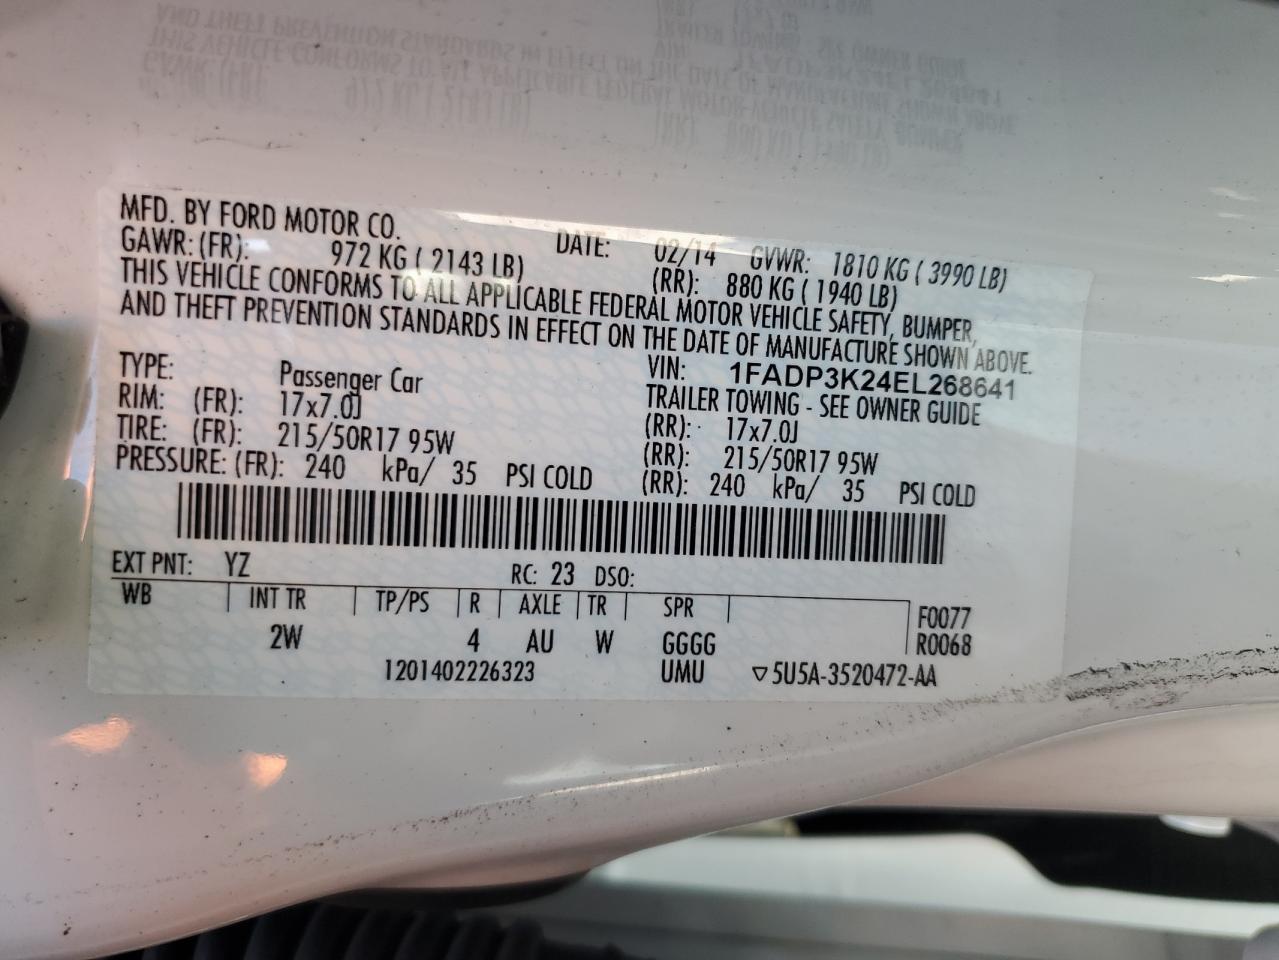 MFD. BY FORD MOTOR CO. DATE: 02/14 GVWR: 1810 KG ( 3990 LB)
GAWR: (FR): 972 KG ( 2143 LB) (RR): 880 KG ( 1940 LB)
THIS VEHICLE CONFORMS TO ALL APPLICABLE FEDERAL MOTOR VEHICLE SAFETY, BUMPER,
AND THEFT PREVENTION STANDARDS IN EFFECT ON THE DATE OF MANUFACTURE SHOWN ABOVE.
VIN: 1FADP3K24EL268641
TYPE: Passenger Car TRAILER TOWING - SEE OWNER GUIDE
RIM: (FR): 17x7.0J (RR): 17x7.0J
TIRE: (FR): 215/50R17 95W (RR): 215/50R17 95W
PRESSURE: (FR): 240 kPa/ 35 PSI COLD (RR): 240 kPa/ 35 PSI COLD
EXT PNT: YZ RC: 23 DSO:
WB INT TR TP/PS R AXLE TR SPR F0077
2W 4 AU W GGGG R0068
1201402226323 UMU ▽5U5A-3520472-AA